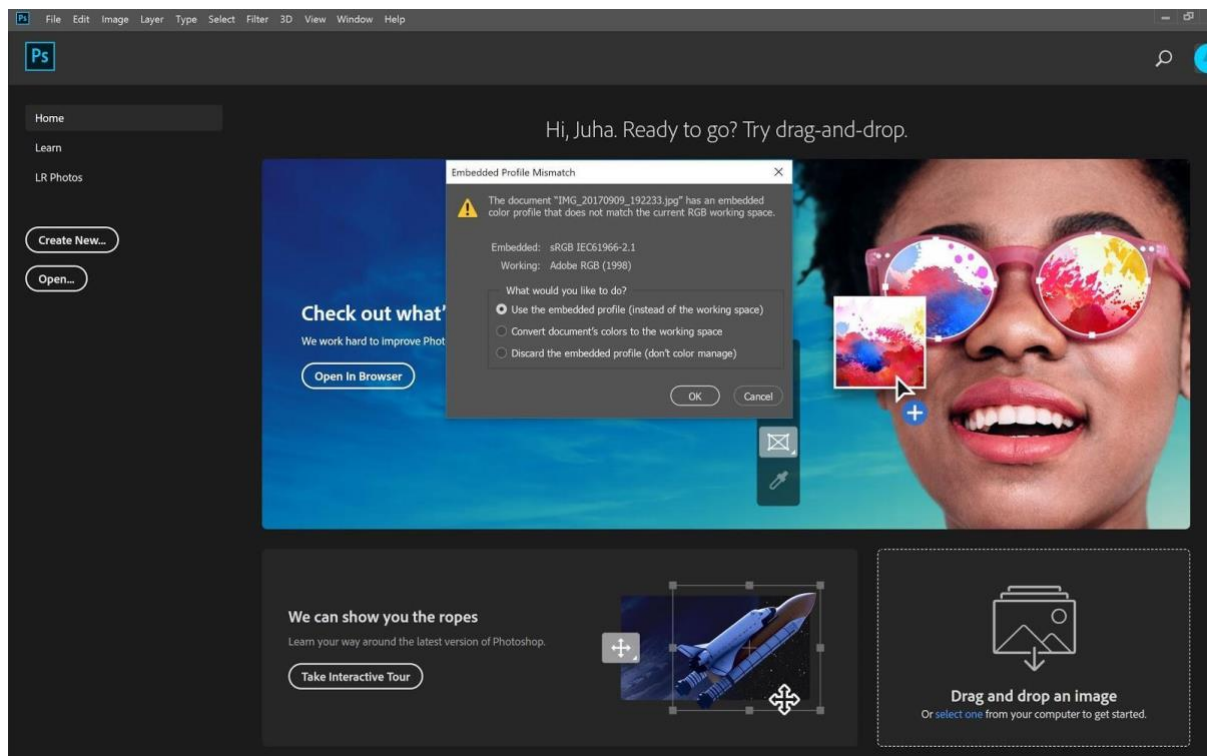 Ps File Edit Image Layer Type Select Filter 3D View Window Help
Ps
Home
Learn
LR Photos
Create New...
Open...
Hi, Juha. Ready to go? Try drag-and-drop.
Check out what'
We work hard to improve Phot
Open In Browser
Embedded Profile Mismatch
The document "IMG_20170909_192233.jpg" has an embedded
color profile that does not match the current RGB working space.
Embedded: sRGB IEC61966-2.1
Working: Adobe RGB (1998)
What would you like to do?
Use the embedded profile (instead of the working space)
Convert document's colors to the working space
Discard the embedded profile (don't color manage)
OK Cancel
We can show you the ropes
Learn your way around the latest version of Photoshop.
Take Interactive Tour
Drag and drop an image
Or select one from your computer to get started.